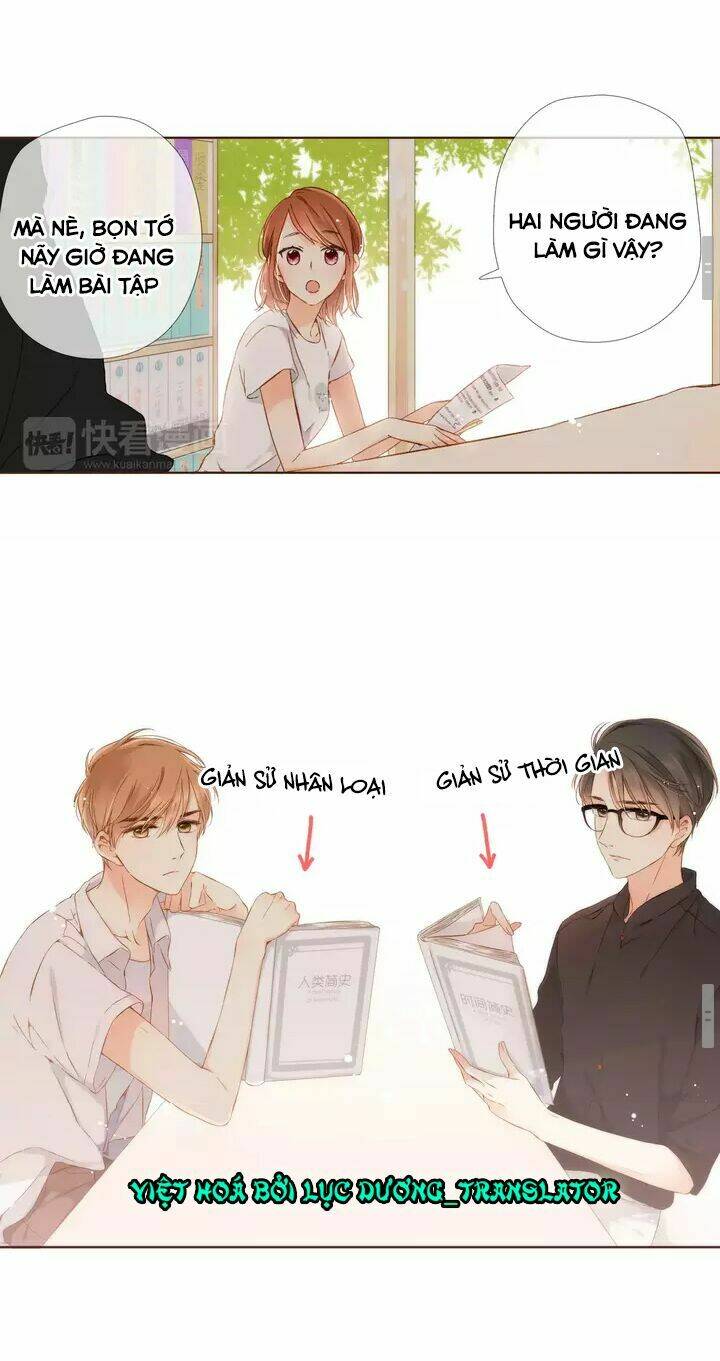 MÀ NÈ, BỌN TỚ
NÃY GIỜ ĐANG
LÀM BÀI TẬP
HAI NGƯỜI ĐANG
LÀM GÌ VẬY?
快看!
快看漫画
GIẢN SỬ NHÂN LOẠI
GIẢN SỬ THỜI GIAN
人类简史
时间简史
VIỆT HOÁ BỞI LỤC DƯƠNG_TRANSLATOR